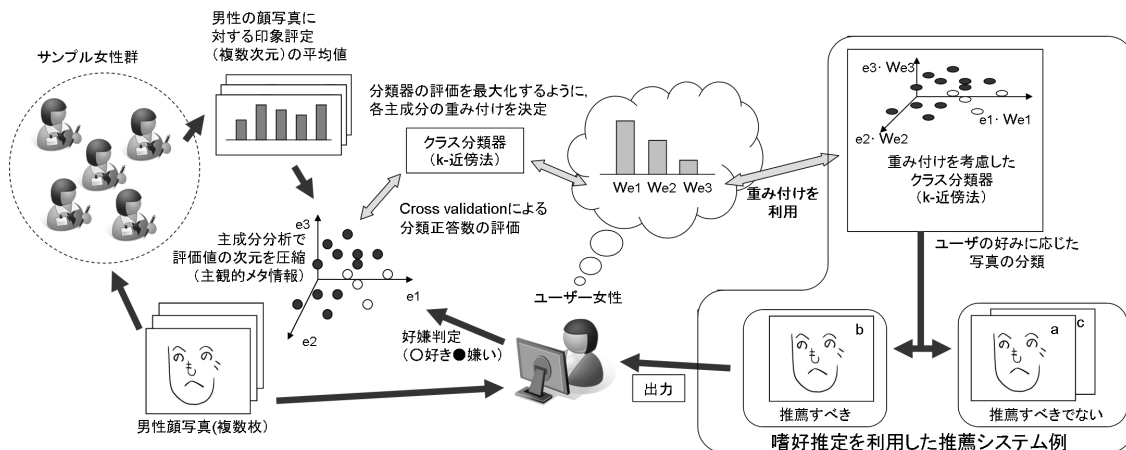 サンプル女性群
男性の顔写真に
対する印象評定
(複数次元)の平均値
分類器の評価を最大化するように,
各主成分の重み付けを決定
クラス分類器
(k-近傍法)
Cross validationによる
分類正答数の評価
主成分分析で
評価値の次元を圧縮
(主観的メタ情報)
e3
e1
e2
We1 We2 We3
重み付けを
利用
e3・We3
e1・We1
e2・We2
重み付けを考慮した
クラス分類器
(k-近傍法)
ユーザの好みに応じた
写真の分類
ユーザー女性
好嫌判定
(○好き●嫌い)
男性顔写真(複数枚)
出力
b
推薦すべき
a
c
推薦すべきでない
嗜好推定を利用した推薦システム例